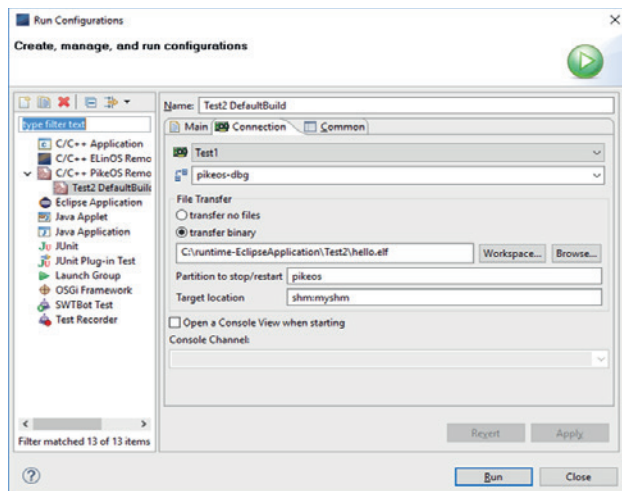 Run Configurations
Create, manage, and run configurations
type filter text
C/C++ Application
C/C++ ELinOS Remo
C/C++ PikeOS Remo
Test2 DefaultBuild
Eclipse Application
Java Applet
Java Application
JUnit
JUnit Plug-in Test
Launch Group
OSGi Framework
SWTBot Test
Test Recorder
Filter matched 13 of 13 items
Name: Test2 DefaultBuild
Main Connection Common
Test1
pikeos-dbg
File Transfer
transfer no files
transfer binary
C:\runtime-EclipseApplication\Test2\hello.elf Workspace... Browse...
Partition to stop/restart pikeos
Target location shm:myshm
Open a Console View when starting
Console Channel:
Revert Apply
? Run Close